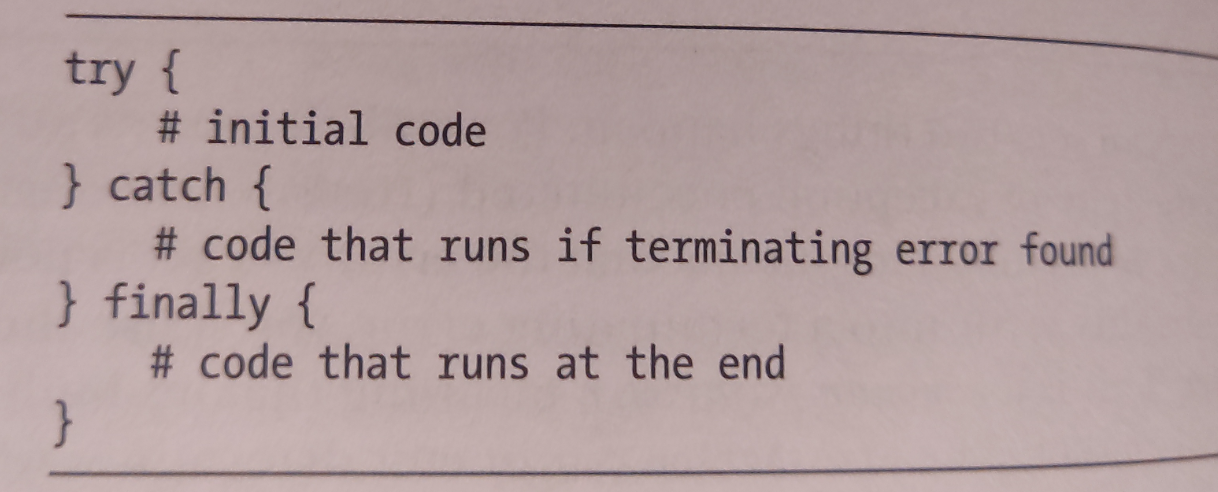 try {
    # initial code
} catch {
    # code that runs if terminating error found
} finally {
    # code that runs at the end
}